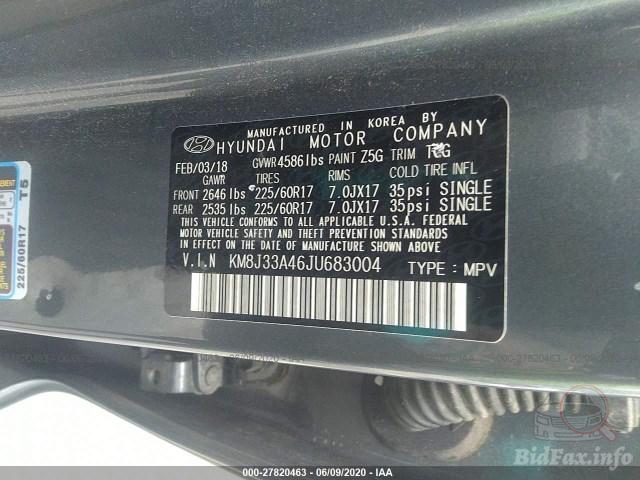 MANUFACTURED IN KOREA BY
HYUNDAI MOTOR COMPANY
FEB/03/18 GVWR 4586 lbs PAINT Z5G TRIM
GAWR TIRES RIMS COLD TIRE INFL
FRONT 2646 lbs 225/60R17 7.0JX17 35psi SINGLE
REAR 2535 lbs 225/60R17 7.0JX17 35psi SINGLE
THIS VEHICLE CONFORMS TO ALL APPLICABLE U.S.A. FEDERAL
MOTOR VEHICLE SAFETY AND THEFT PREVENTION STANDARDS
IN EFFECT ON THE DATE OF MANUFACTURE SHOWN ABOVE.
V.I.N KM8J33A46JU683004 TYPE : MPV
225/60R17 T5
000-27820463 - 06/09/2020 - IAA
BidFax.info